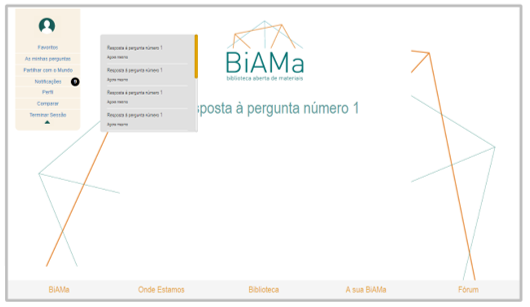 Favoritos
As minhas perguntas
Partilhar com o Mundo
Notificações
Perfil
Comparar
Terminar Sessão
Resposta à pergunta número 1
Agora mesmo
Resposta à pergunta número 1
Agora mesmo
Resposta à pergunta número 1
Agora mesmo
Resposta à pergunta número 1
Agora mesmo
BiAMa
biblioteca aberta de materiais
sposta à pergunta número 1
BiAMa
Onde Estamos
Biblioteca
A sua BiAMa
Fórum